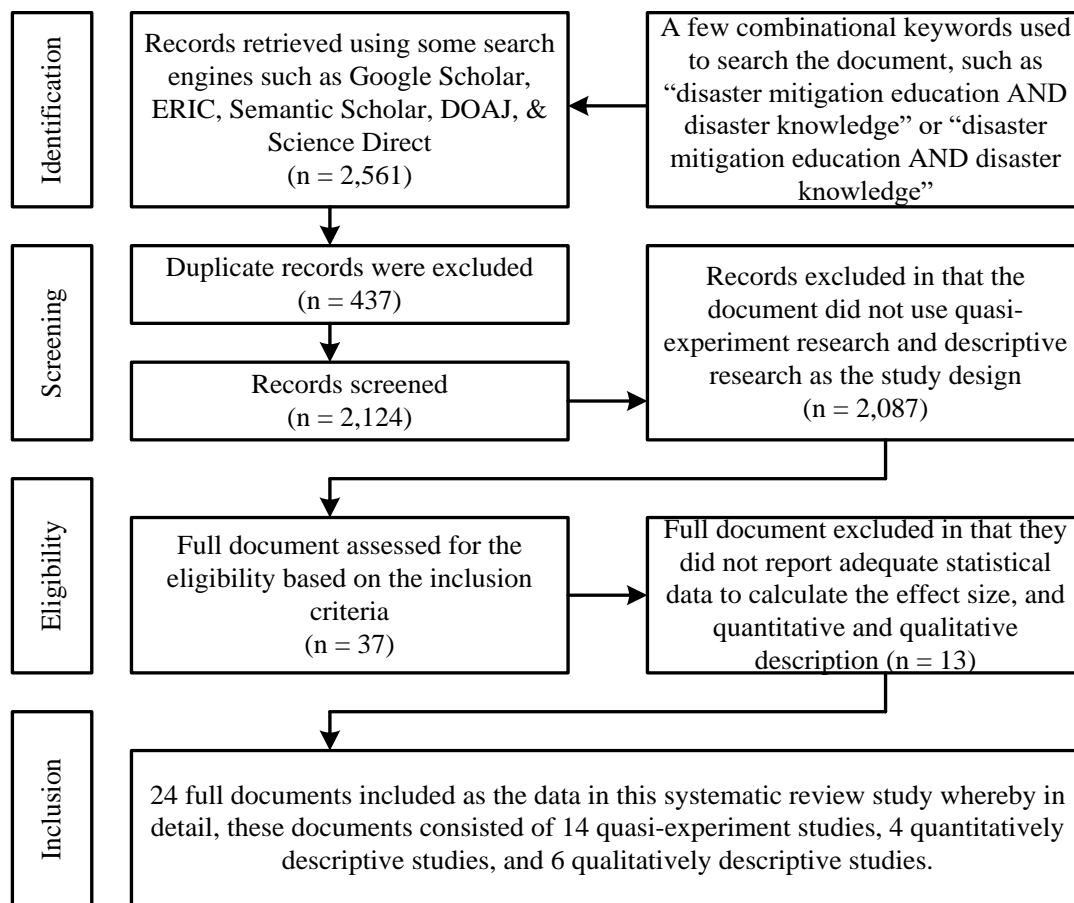 Identification
Records retrieved using some search
engines such as Google Scholar,
ERIC, Semantic Scholar, DOAJ, &
Science Direct
(n = 2,561)
A few combinational keywords used
to search the document, such as
“disaster mitigation education AND
disaster knowledge” or “disaster
mitigation education AND disaster
knowledge”
Screening
Duplicate records were excluded
(n = 437)
Records screened
(n = 2,124)
Records excluded in that the
document did not use quasi-
experiment research and descriptive
research as the study design
(n = 2,087)
Eligibility
Full document assessed for the
eligibility based on the inclusion
criteria
(n = 37)
Full document excluded in that they
did not report adequate statistical
data to calculate the effect size, and
quantitative and qualitative
description (n = 13)
Inclusion
24 full documents included as the data in this systematic review study whereby in
detail, these documents consisted of 14 quasi-experiment studies, 4 quantitatively
descriptive studies, and 6 qualitatively descriptive studies.